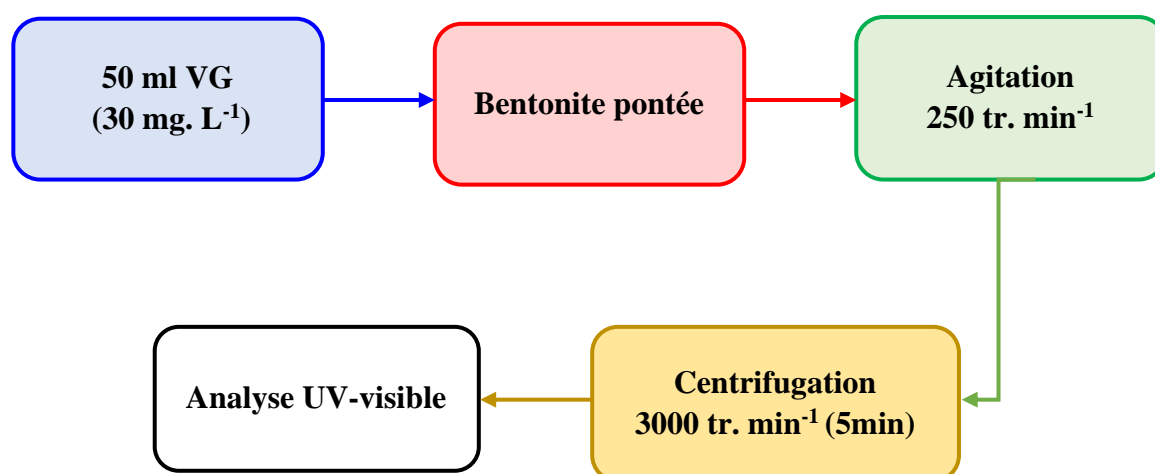 50 ml VG
(30 mg. L⁻¹)
Bentonite pontée
Agitation
250 tr. min⁻¹
Centrifugation
3000 tr. min⁻¹ (5min)
Analyse UV-visible